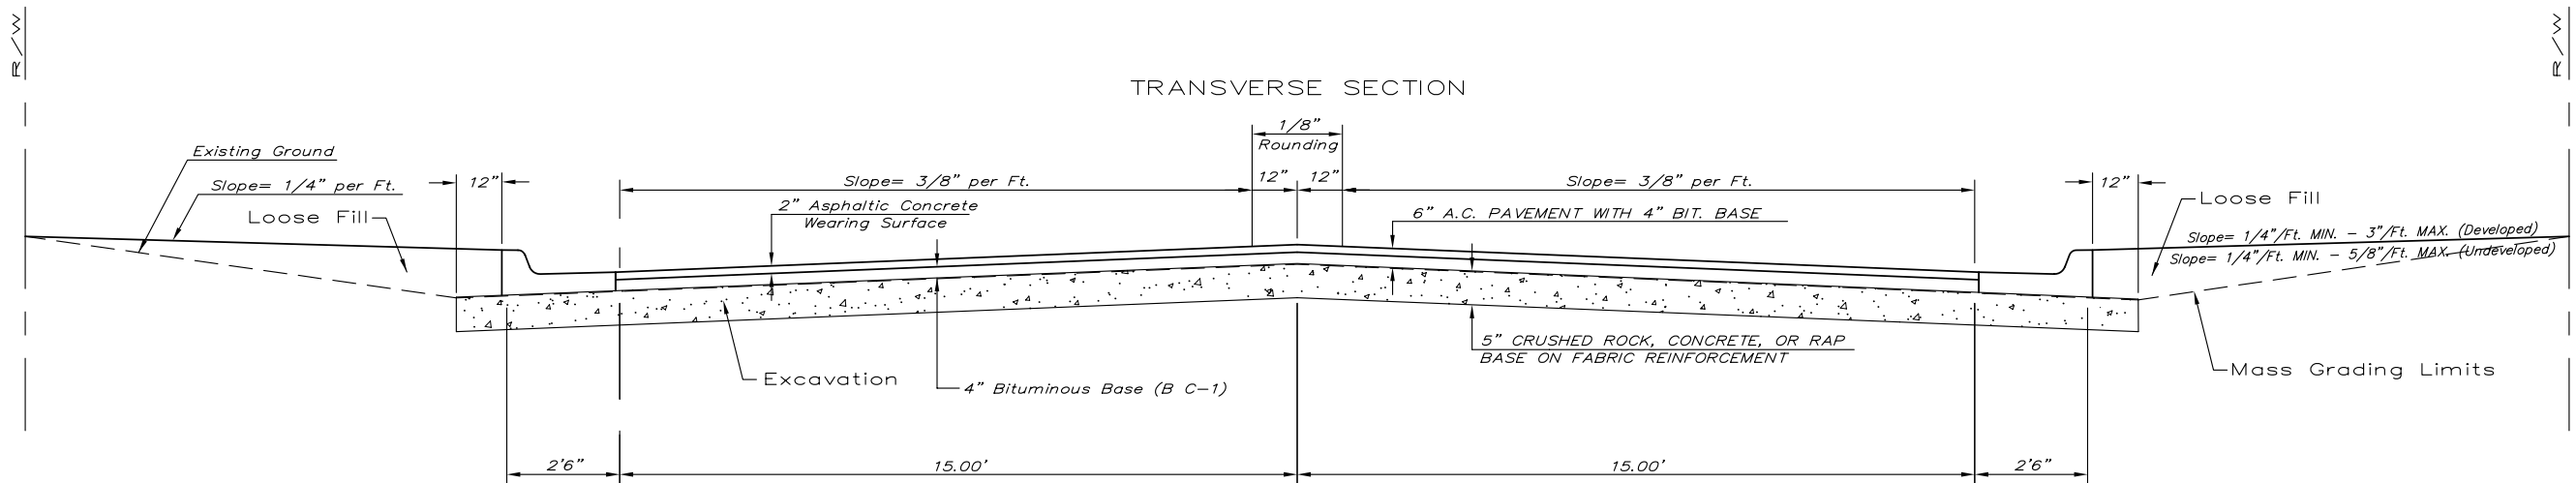 R/W
R/W
TRANSVERSE SECTION
1/8"
Rounding
Existing Ground
Slope= 1/4" per Ft.
Loose Fill
12"
Slope= 3/8" per Ft.
12"
12"
Slope= 3/8" per Ft.
12"
Loose Fill
2" Asphaltic Concrete
Wearing Surface
6" A.C. PAVEMENT WITH 4" BIT. BASE
Slope= 1/4"/Ft. MIN. - 3"/Ft. MAX. (Developed)
Slope= 1/4"/Ft. MIN. - 5/8"/Ft. MAX. (Undeveloped)
5" CRUSHED ROCK, CONCRETE, OR RAP
BASE ON FABRIC REINFORCEMENT
Excavation
4" Bituminous Base (B C-1)
Mass Grading Limits
2'6"
15.00'
15.00'
2'6"